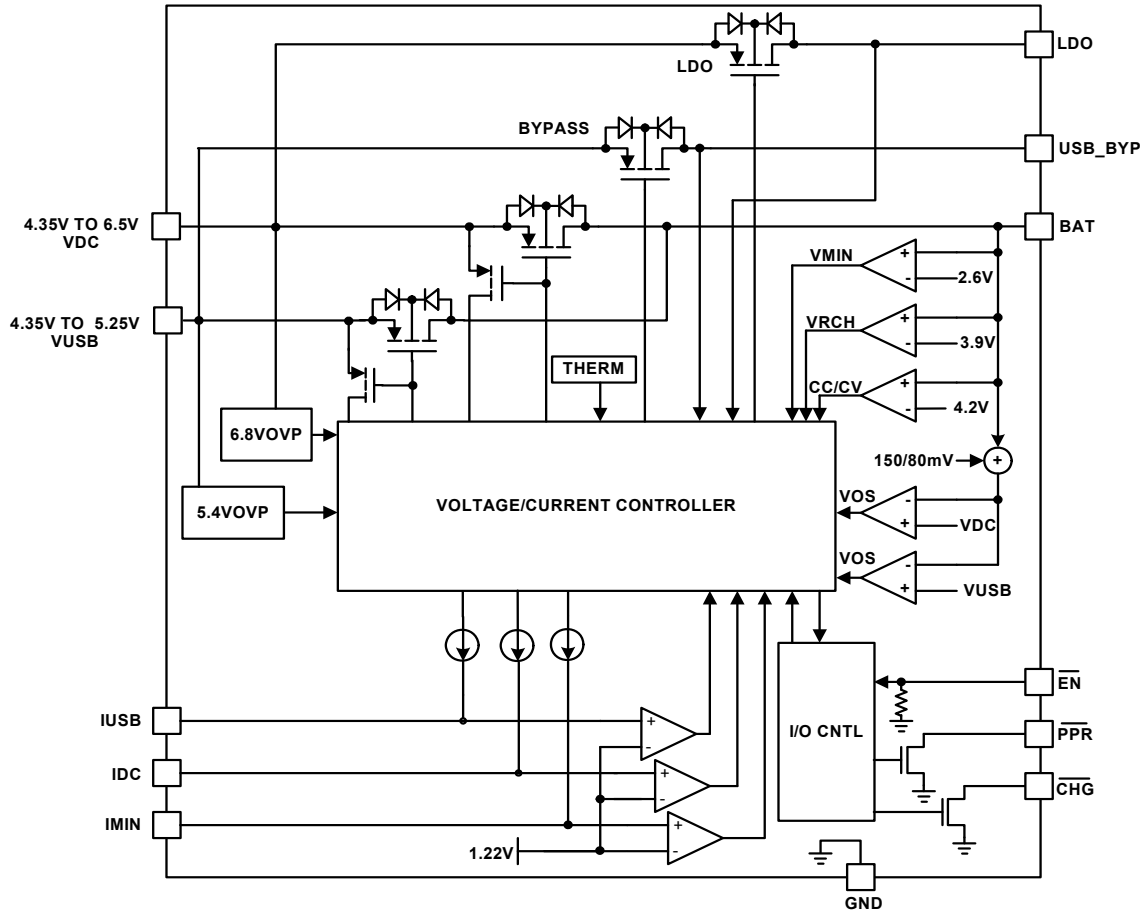 LDO
LDO
BYPASS
USB_BYP
4.35V TO 6.5V
VDC
BAT
VMIN
+
-
2.6V
4.35V TO 5.25V
VUSB
VRCH
+
-
3.9V
THERM
CC/CV
+
-
4.2V
6.8VOVP
150/80mV
+
5.4VOVP
VOLTAGE/CURRENT CONTROLLER
VOS
-
+
VDC
VOS
-
+
VUSB
EN
IUSB
+
-
I/O CNTL
PPR
IDC
+
-
CHG
IMIN
+
-
1.22V
GND